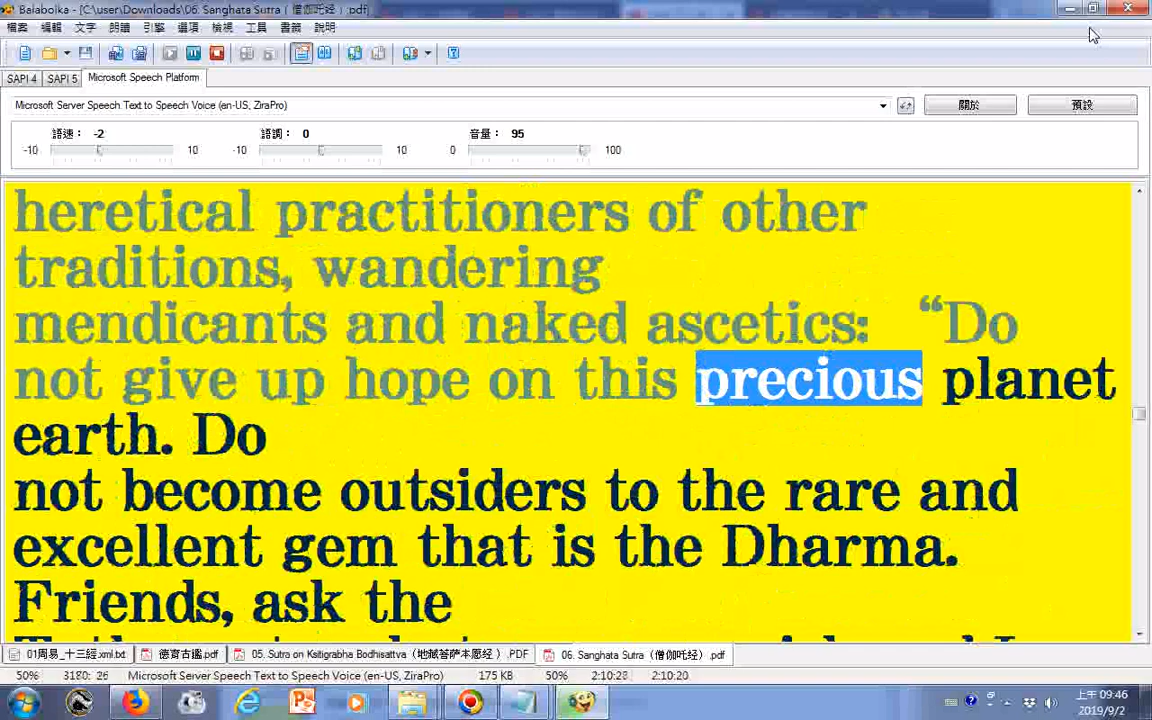 Balabolka - [C:\user\Downloads\06. Sanghata Sutra（僧伽吒经）.pdf]
檔案 編輯 文字 朗讀 引擎 選項 檢視 工具 書籤 說明
SAPI 4 SAPI 5 Microsoft Speech Platform
Microsoft Server Speech Text to Speech Voice (en-US, ZiraPro) 關於 預設
語速： -2 語調： 0 音量： 95
-10 10 -10 10 0 100
heretical practitioners of other
traditions, wandering
mendicants and naked ascetics: “Do
not give up hope on this precious planet
earth. Do
not become outsiders to the rare and
excellent gem that is the Dharma.
Friends, ask the
01周易_十三經.xml.txt 德育古鑑.pdf 05. Sutra on Ksitigrabha Bodhisattva（地藏菩萨本愿经）.PDF 06. Sanghata Sutra（僧伽吒经）.pdf
50% 3180: 26 Microsoft Server Speech Text to Speech Voice (en-US, ZiraPro) 175 KB 50% 2:10:28 2:10:20
上午 09:46
2019/9/2